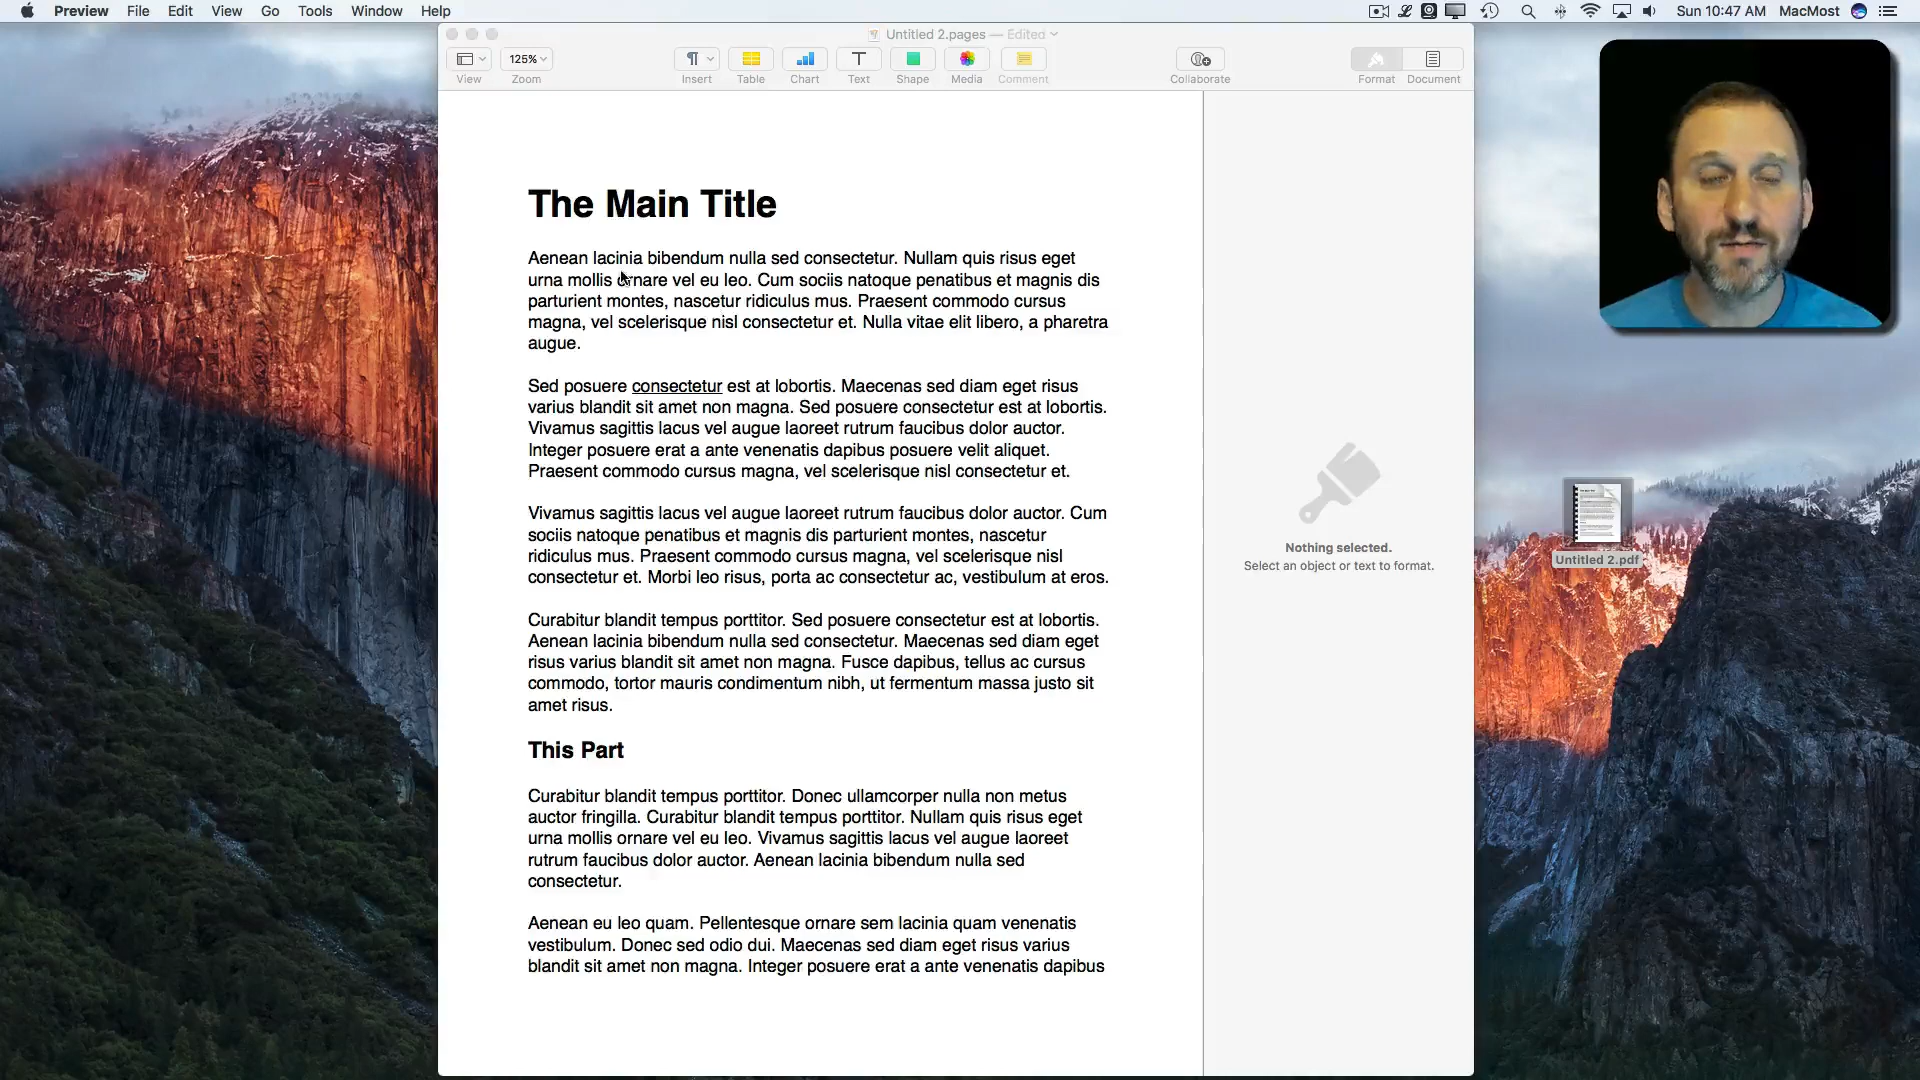 Preview File Edit View Go Tools Window Help
Sun 10:47 AM MacMost
Untitled 2.pages — Edited
125%
View Zoom Insert Table Chart Text Shape Media Comment Collaborate Format Document
The Main Title
Aenean lacinia bibendum nulla sed consectetur. Nullam quis risus eget
urna mollis ornare vel eu leo. Cum sociis natoque penatibus et magnis dis
parturient montes, nascetur ridiculus mus. Praesent commodo cursus
magna, vel scelerisque nisl consectetur et. Nulla vitae elit libero, a pharetra
augue.
Sed posuere consectetur est at lobortis. Maecenas sed diam eget risus
varius blandit sit amet non magna. Sed posuere consectetur est at lobortis.
Vivamus sagittis lacus vel augue laoreet rutrum faucibus dolor auctor.
Integer posuere erat a ante venenatis dapibus posuere velit aliquet.
Praesent commodo cursus magna, vel scelerisque nisl consectetur et.
Vivamus sagittis lacus vel augue laoreet rutrum faucibus dolor auctor. Cum
sociis natoque penatibus et magnis dis parturient montes, nascetur
ridiculus mus. Praesent commodo cursus magna, vel scelerisque nisl
consectetur et. Morbi leo risus, porta ac consectetur ac, vestibulum at eros.
Curabitur blandit tempus porttitor. Sed posuere consectetur est at lobortis.
Aenean lacinia bibendum nulla sed consectetur. Maecenas sed diam eget
risus varius blandit sit amet non magna. Fusce dapibus, tellus ac cursus
commodo, tortor mauris condimentum nibh, ut fermentum massa justo sit
amet risus.
This Part
Curabitur blandit tempus porttitor. Donec ullamcorper nulla non metus
auctor fringilla. Curabitur blandit tempus porttitor. Nullam quis risus eget
urna mollis ornare vel eu leo. Vivamus sagittis lacus vel augue laoreet
rutrum faucibus dolor auctor. Aenean lacinia bibendum nulla sed
consectetur.
Aenean eu leo quam. Pellentesque ornare sem lacinia quam venenatis
vestibulum. Donec sed odio dui. Maecenas sed diam eget risus varius
blandit sit amet non magna. Integer posuere erat a ante venenatis dapibus
Nothing selected.
Select an object or text to format.
Untitled 2.pdf